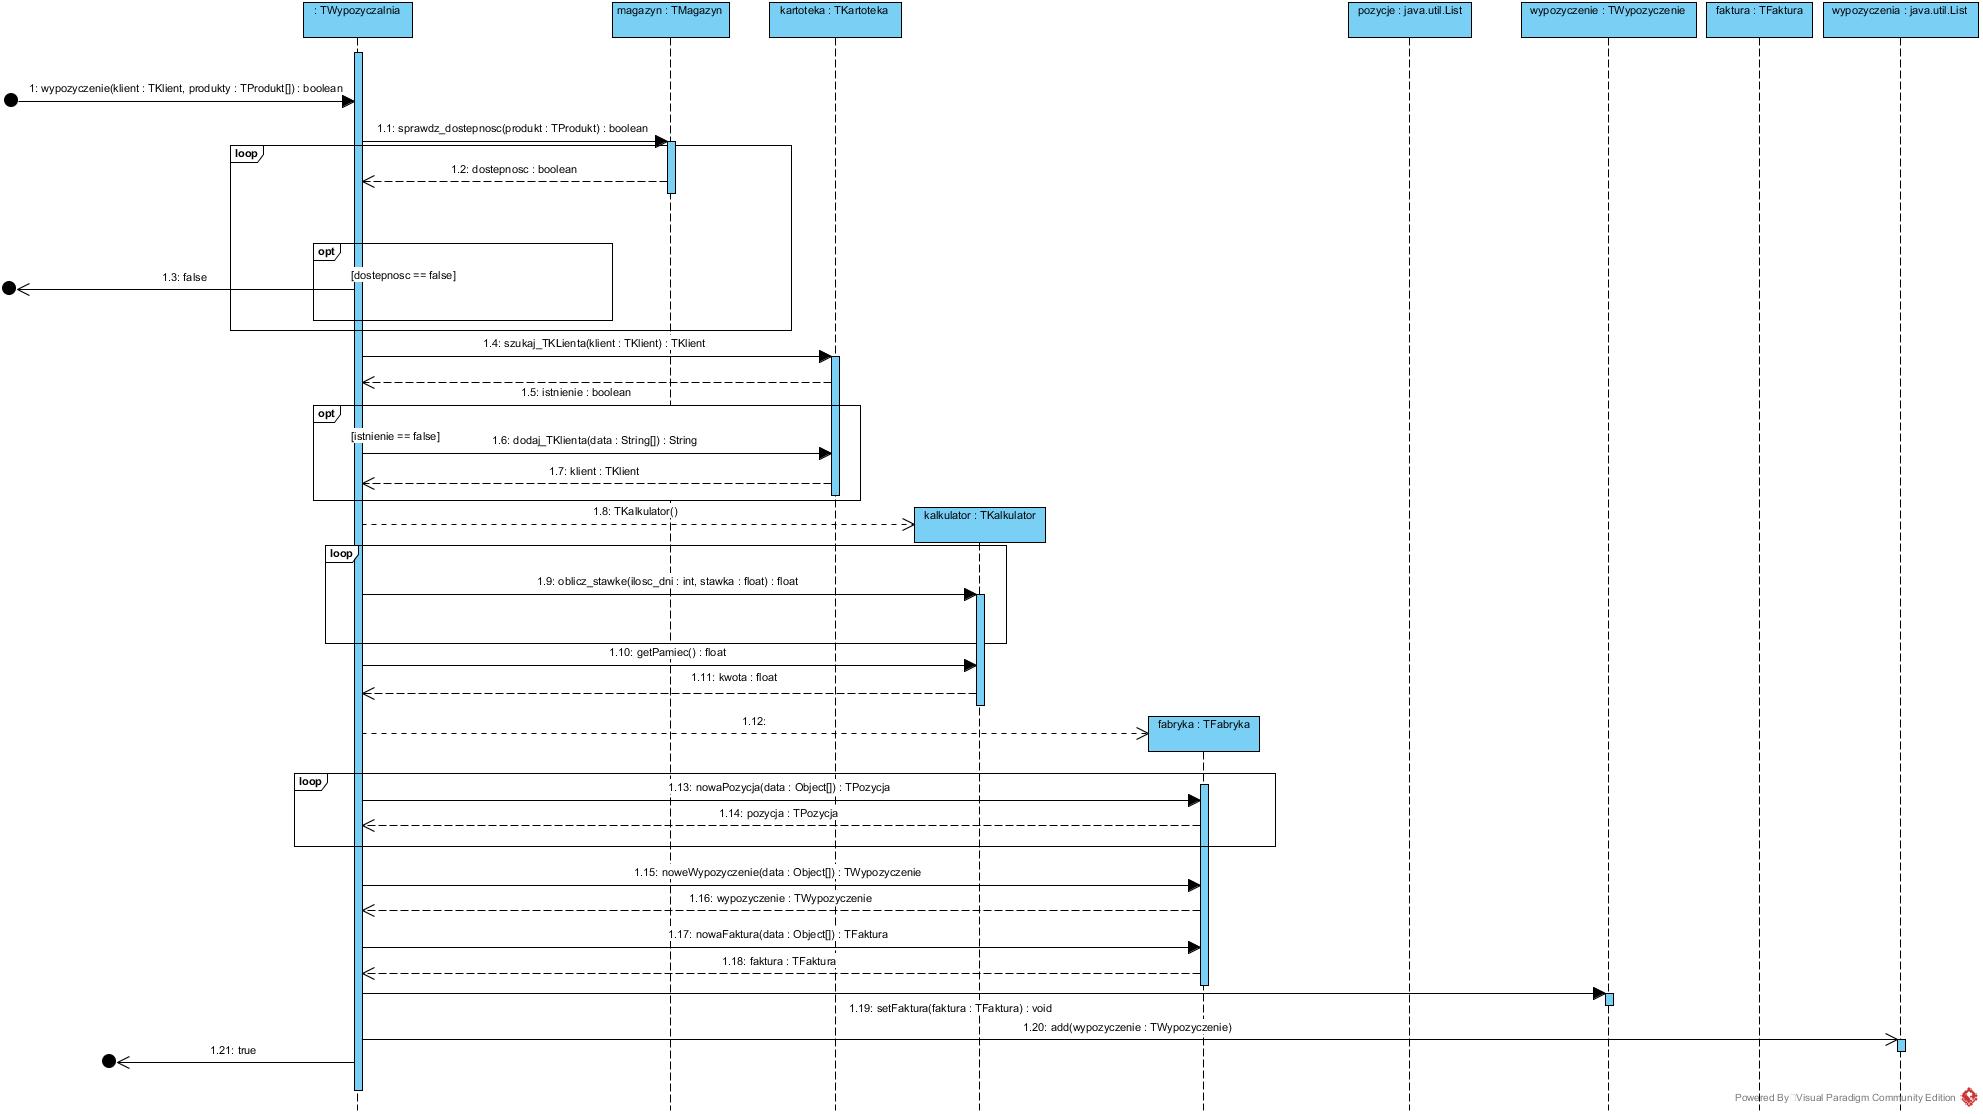 : TWypozyczalnia
magazyn : TMagazyn
kartoteka : TKartoteka
pozycje : java.util.List
wypozyczenie : TWypozyczenie
faktura : TFaktura
wypozyczenia : java.util.List
1: wypozyczenie(klient : TKlient, produkty : TProdukt[]) : boolean
1.1: sprawdz_dostepnosc(produkt : TProdukt) : boolean
loop
1.2: dostepnosc : boolean
opt
[dostepnosc == false]
1.3: false
1.4: szukaj_TKLienta(klient : TKlient) : TKlient
1.5: istnienie : boolean
opt
[istnienie == false]
1.6: dodaj_TKlienta(data : String[]) : String
1.7: klient : TKlient
1.8: TKalkulator()
kalkulator : TKalkulator
loop
1.9: oblicz_stawke(ilosc_dni : int, stawka : float) : float
1.10: getPamiec() : float
1.11: kwota : float
1.12:
fabryka : TFabryka
loop
1.13: nowaPozycja(data : Object[]) : TPozycja
1.14: pozycja : TPozycja
1.15: noweWypozyczenie(data : Object[]) : TWypozyczenie
1.16: wypozyczenie : TWypozyczenie
1.17: nowaFaktura(data : Object[]) : TFaktura
1.18: faktura : TFaktura
1.19: setFaktura(faktura : TFaktura) : void
1.20: add(wypozyczenie : TWypozyczenie)
1.21: true
Powered By Visual Paradigm Community Edition